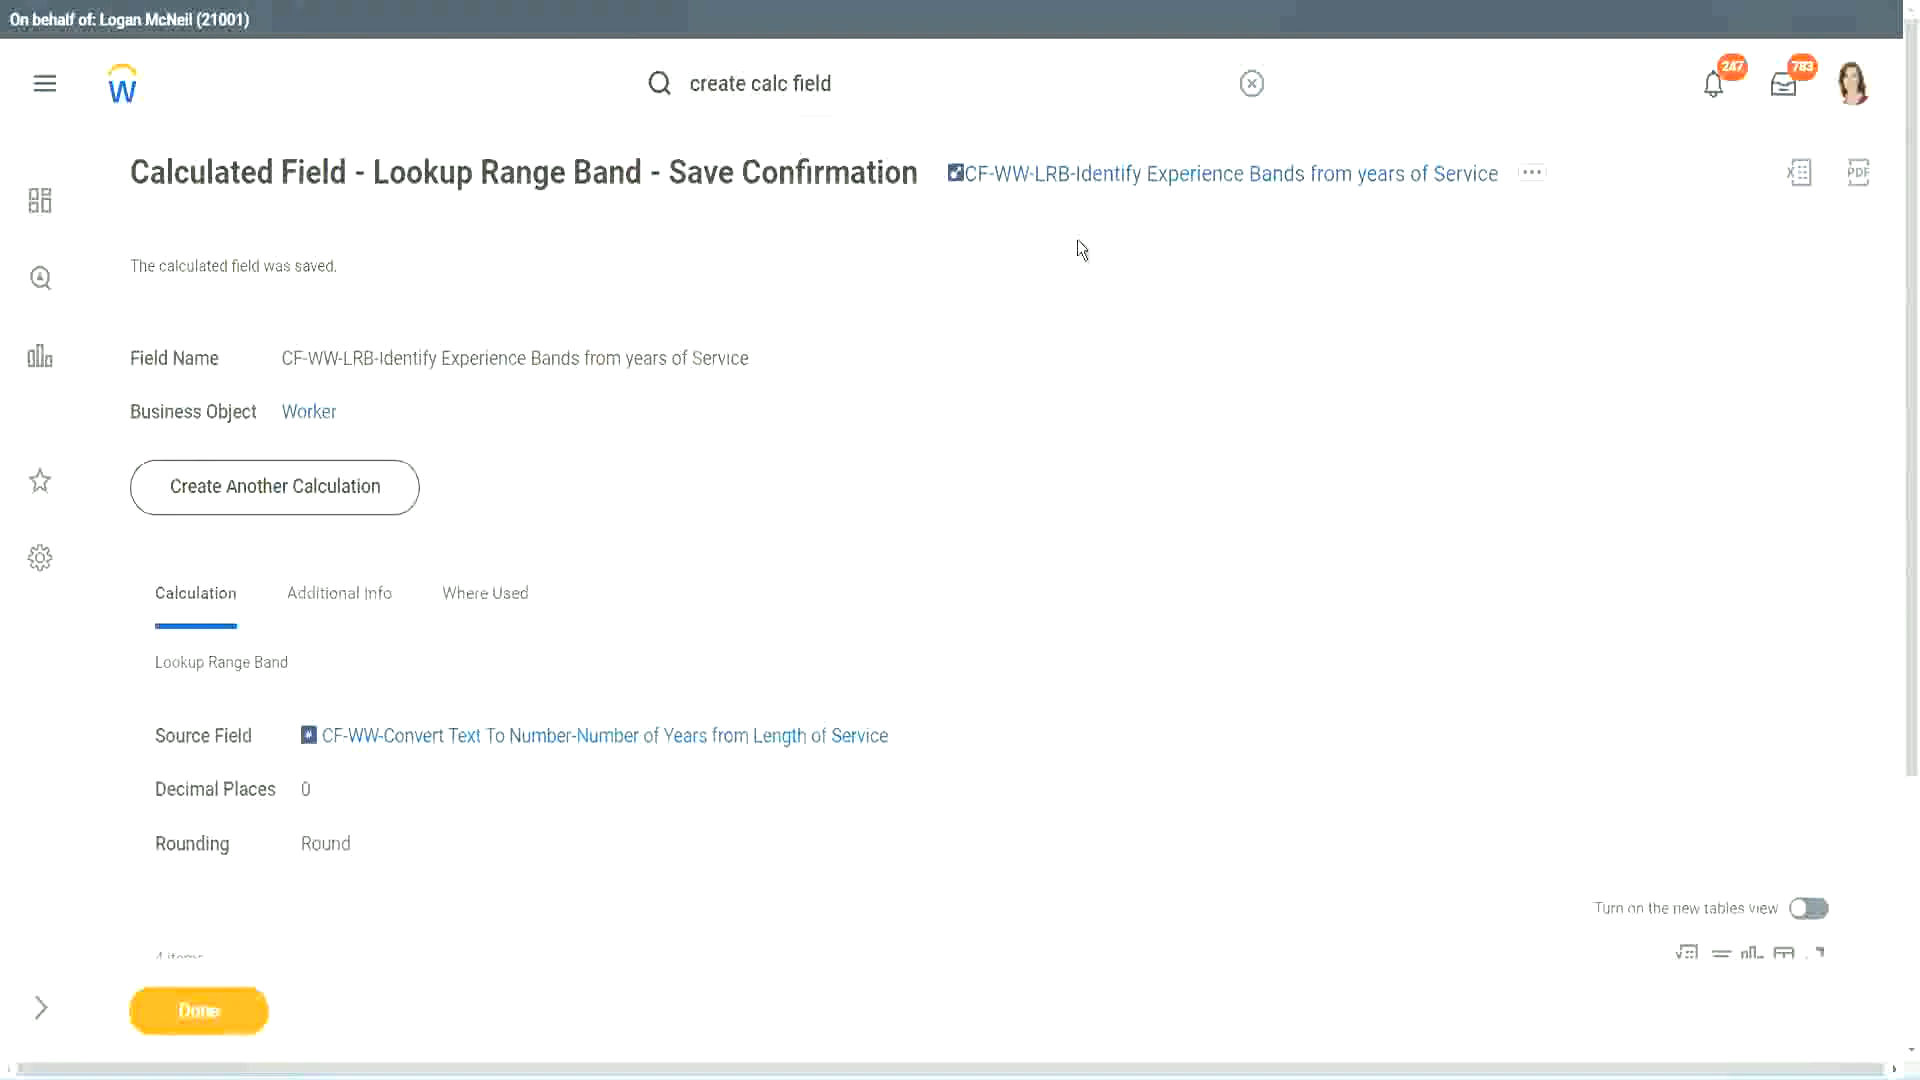 On behalf of: Logan McNeil (21001)
W
create calc field
247
783
Calculated Field - Lookup Range Band - Save Confirmation
CF-WW-LRB-Identify Experience Bands from years of Service
X
PDF
The calculated field was saved.
Field Name CF-WW-LRB-Identify Experience Bands from years of Service
Business Object Worker
Create Another Calculation
Calculation Additional Info Where Used
Lookup Range Band
Source Field # CF-WW-Convert Text To Number-Number of Years from Length of Service
Decimal Places 0
Rounding Round
Turn on the new tables view
4 items
Done